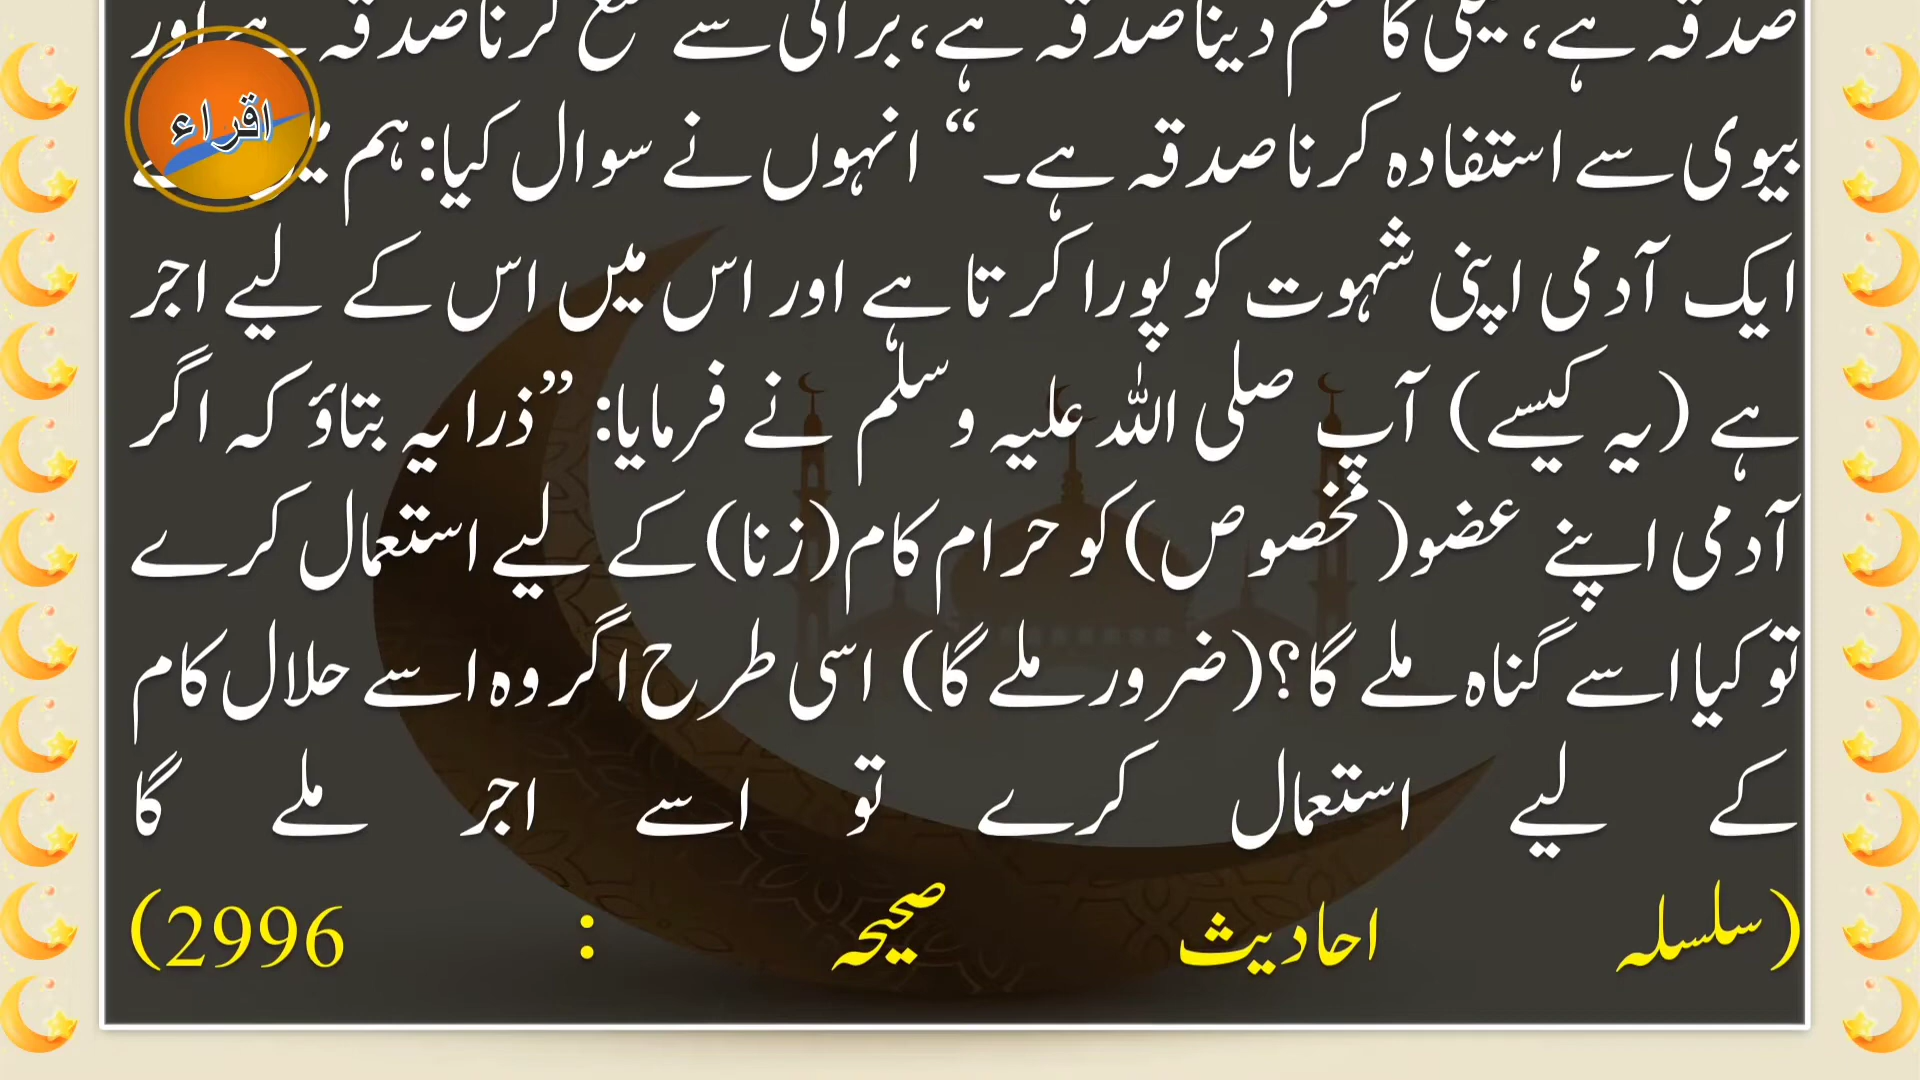 صدقہ ہے، نیکی کا حکم دینا صدقہ ہے، برائی سے منع کرنا صدقہ ہے اور
اقراء
بیوی سے استفادہ کرنا صدقہ ہے۔“ انہوں نے سوال کیا: ہم میں سے
ایک آدمی اپنی شہوت کو پورا کرتا ہے اور اس میں اس کے لیے اجر
ہے (یہ کیسے) آپ صلی اللہ علیہ وسلم نے فرمایا: ”ذرا یہ بتاؤ کہ اگر
آدمی اپنے عضو(مخصوص)کو حرام کام(زنا)کے لیے استعمال کرے
تو کیا اسے گناہ ملے گا؟(ضرور ملے گا) اسی طرح اگر وہ اسے حلال کام
کے لیے استعمال کرے تو اسے اجر ملے گا
(سلسلہ احادیث صحیحہ : 2996)